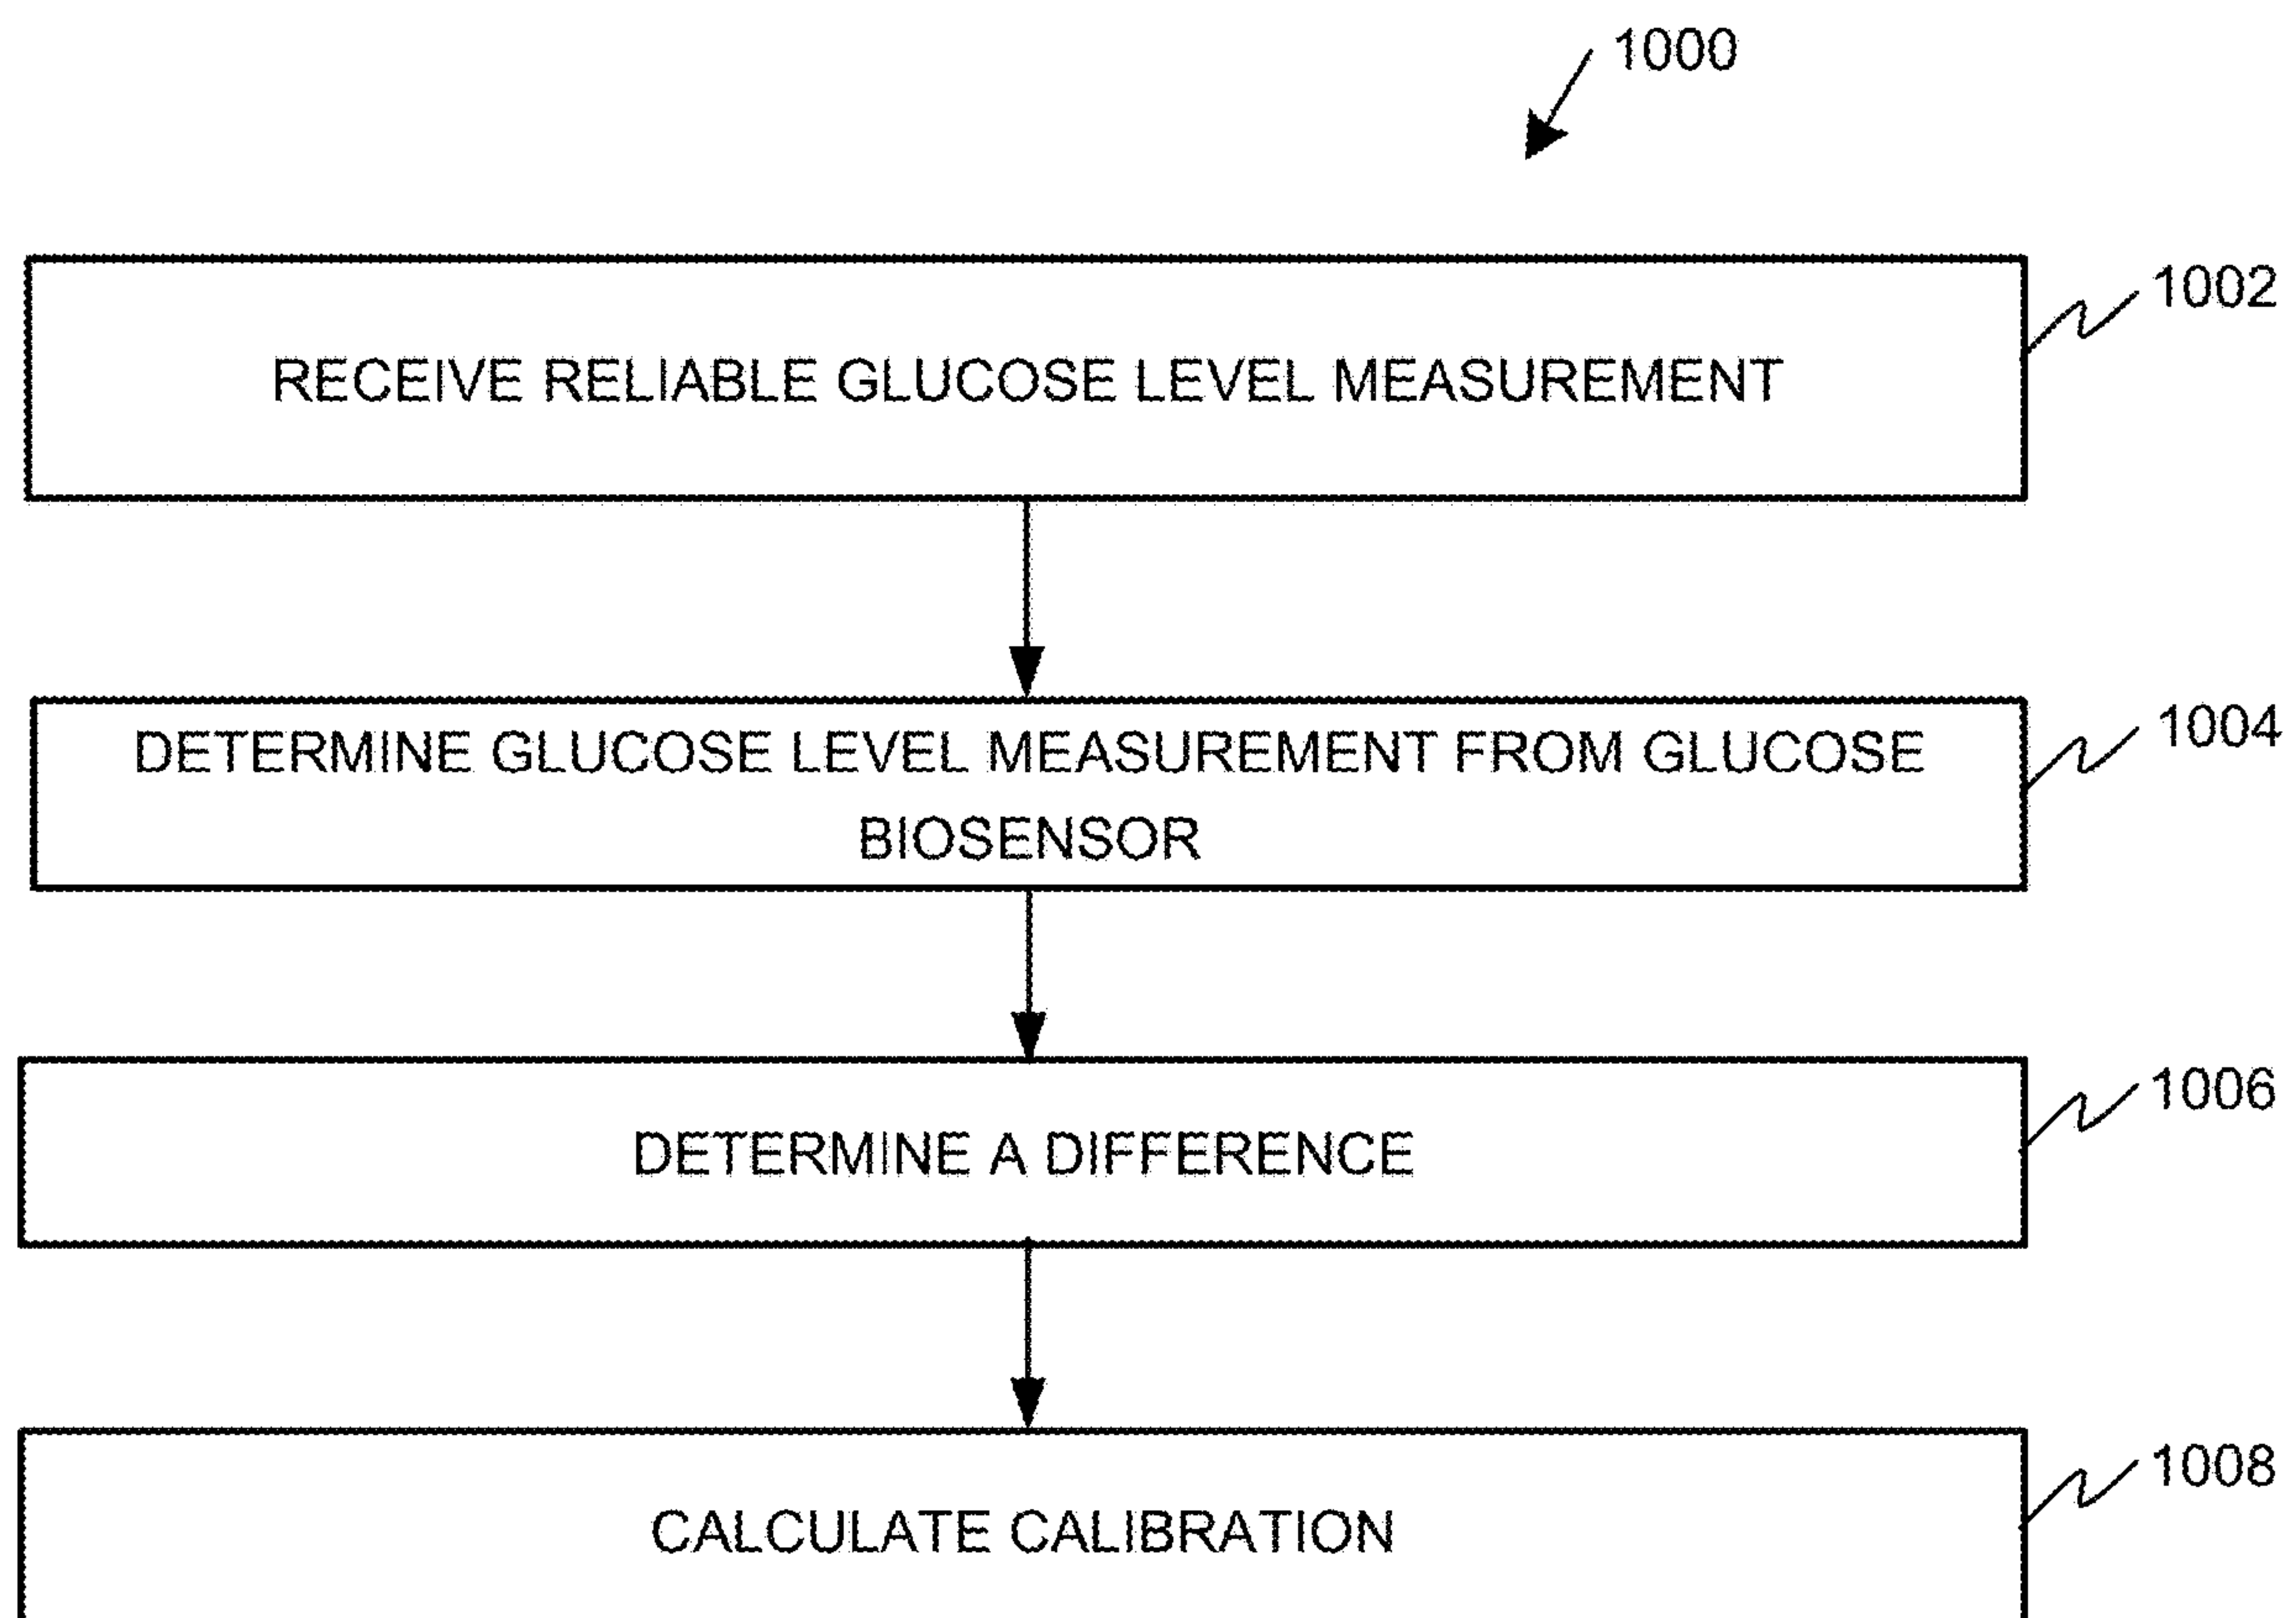 1000
1002
RECEIVE RELIABLE GLUCOSE LEVEL MEASUREMENT
1004
DETERMINE GLUCOSE LEVEL MEASUREMENT FROM GLUCOSE
BIOSENSOR
1006
DETERMINE A DIFFERENCE
1008
CALCULATE CALIBRATION